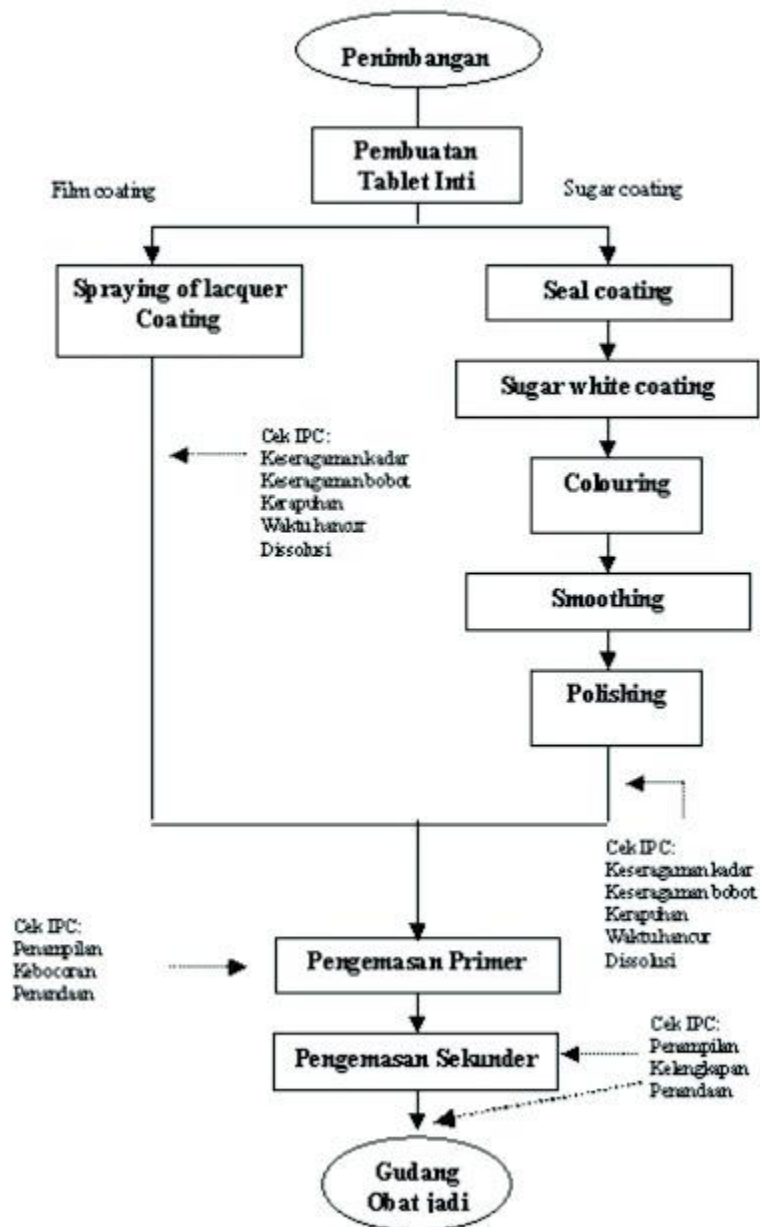 Penimbangan
Pembuatan
Tablet Inti
Film coating
Sugar coating
Spraying of lacquer
Coating
Seal coating
Sugar white coating
Cek IPC:
Keseragaman kadar
Keseragaman bobot
Kerapuhan
Waktu hancur
Dissolusi
Colouring
Smoothing
Polishing
Cek IPC:
Keseragaman kadar
Keseragaman bobot
Kerapuhan
Waktu hancur
Dissolusi
Cek IPC:
Penampilan
Kebocoran
Penandaan
Pengemasan Primer
Pengemasan Sekunder
Cek IPC:
Penampilan
Kelengkapan
Penandaan
Gudang
Obat jadi